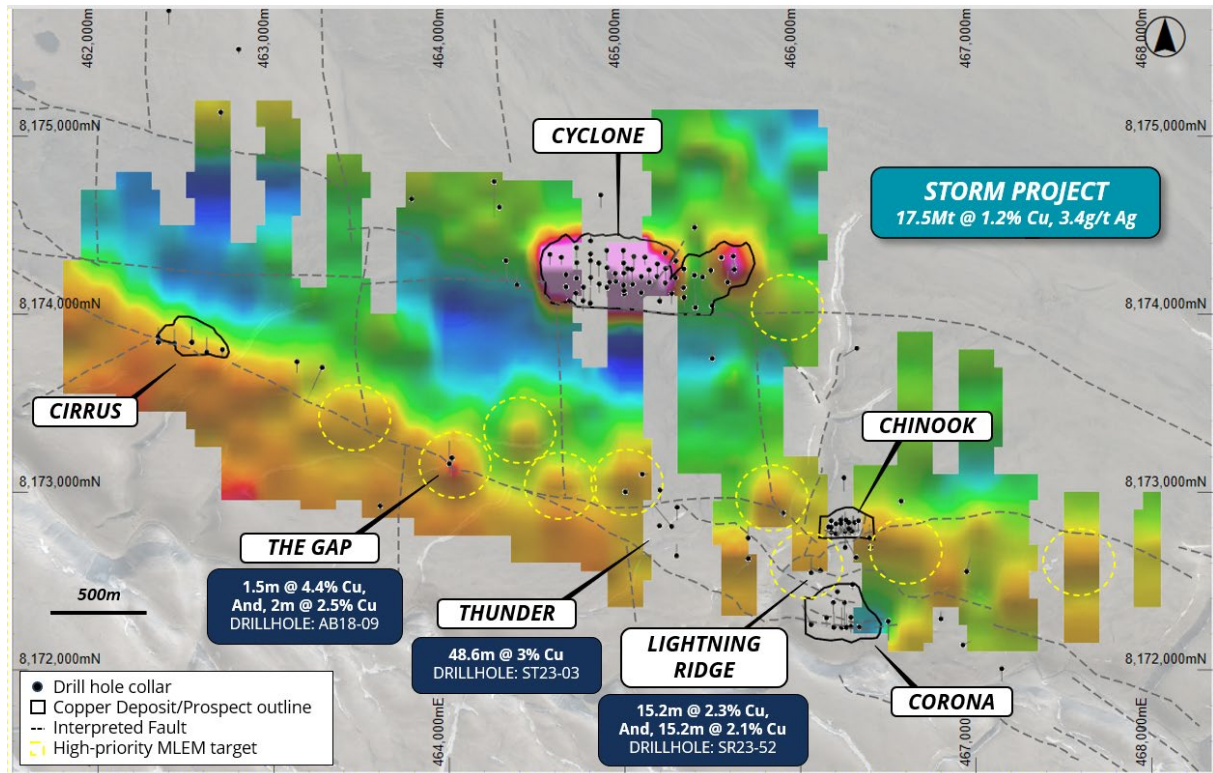 462,000m
463,000m
464,000m
465,000m
466,000m
467,000m
468,000m
8,175,000mN
8,175,000mN
CYCLONE
STORM PROJECT
17.5Mt @ 1.2% Cu, 3.4g/t Ag
8,174,000mN
8,174,000mN
CIRRUS
CHINOOK
8,173,000mN
8,173,000mN
THE GAP
1.5m @ 4.4% Cu,
And, 2m @ 2.5% Cu
DRILLHOLE: AB18-09
500m
THUNDER
48.6m @ 3% Cu
DRILLHOLE: ST23-03
LIGHTNING
RIDGE
15.2m @ 2.3% Cu,
And, 15.2m @ 2.1% Cu
DRILLHOLE: SR23-52
CORONA
8,172,000mN
8,172,000mN
Drill hole collar
Copper Deposit/Prospect outline
Interpreted Fault
High-priority MLEM target
464,000mE
467,000mE
468,000mE